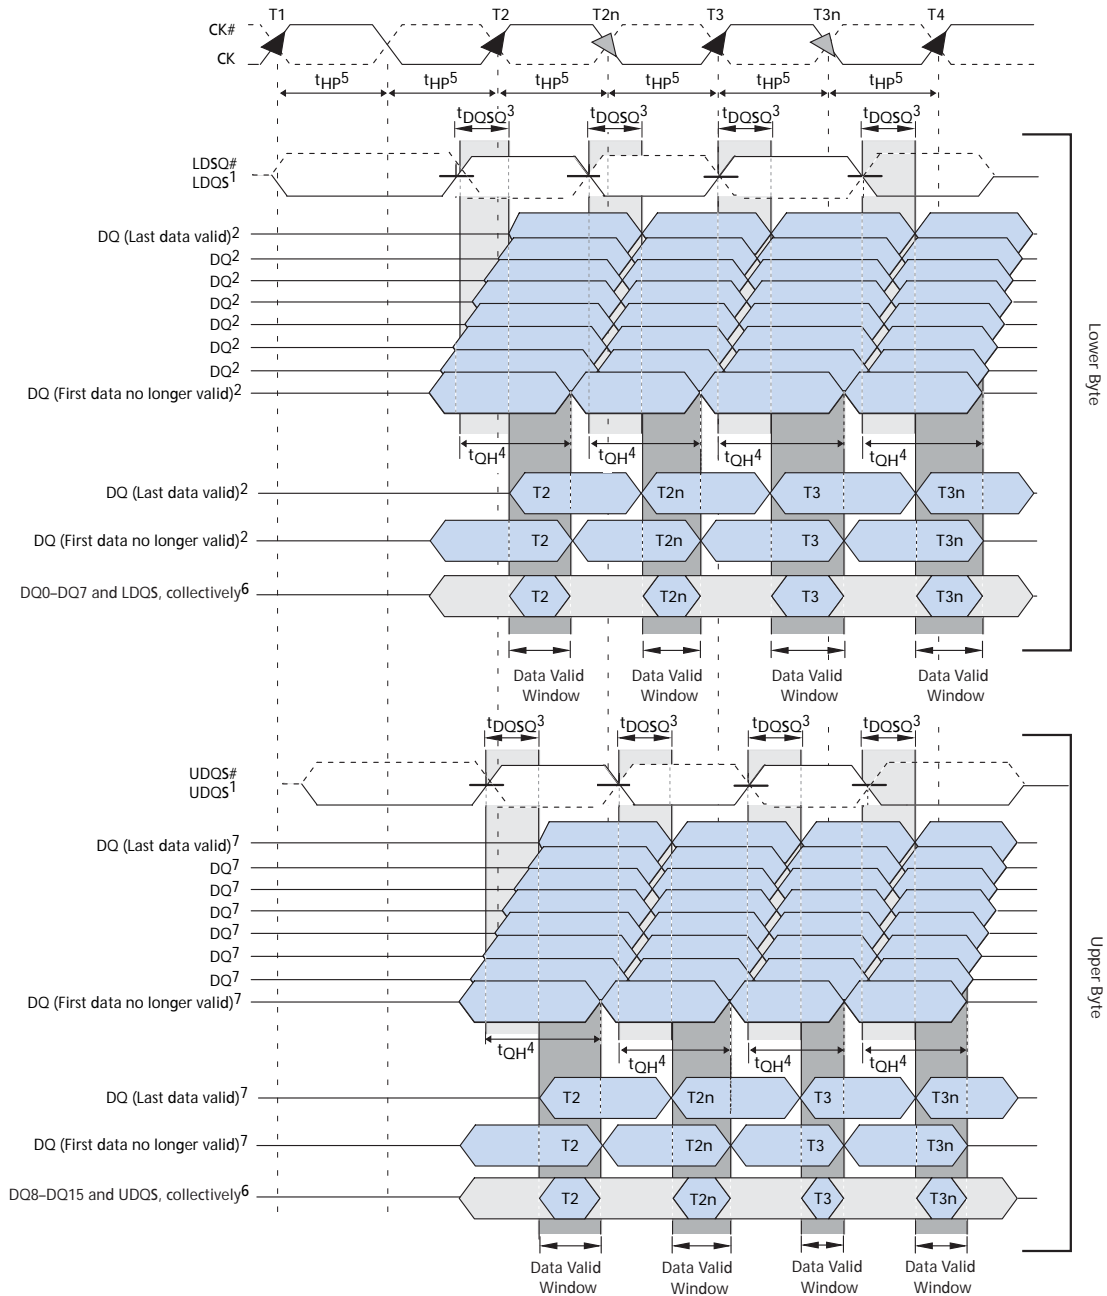 T1 T2 T2n T3 T3n T4
CK#
CK
tHP5 tHP5 tHP5 tHP5 tHP5 tHP5
tDQSQ3 tDQSQ3 tDQSQ3 tDQSQ3
LDSQ#
LDQS1
DQ (Last data valid)2
DQ2
DQ2
DQ2
DQ2
DQ2
DQ2
DQ (First data no longer valid)2
tQH4 tQH4 tQH4 tQH4
DQ (Last data valid)2 T2 T2n T3 T3n
DQ (First data no longer valid)2 T2 T2n T3 T3n
DQ0–DQ7 and LDQS, collectively6 T2 T2n T3 T3n
Data Valid Window
Data Valid Window
Data Valid Window
Data Valid Window
Lower Byte
tDQSQ3 tDQSQ3 tDQSQ3 tDQSQ3
UDQS#
UDQS1
DQ (Last data valid)7
DQ7
DQ7
DQ7
DQ7
DQ7
DQ7
DQ (First data no longer valid)7
tQH4 tQH4 tQH4 tQH4
DQ (Last data valid)7 T2 T2n T3 T3n
DQ (First data no longer valid)7 T2 T2n T3 T3n
DQ8–DQ15 and UDQS, collectively6 T2 T2n T3 T3n
Data Valid Window
Data Valid Window
Data Valid Window
Data Valid Window
Upper Byte